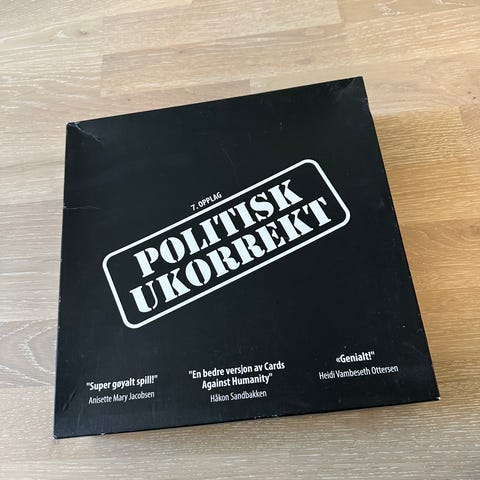 7. OPPLAG
POLITISK
UKORREKT
"Super gøyalt spill!"
Anisette Mary Jacobsen
"En bedre versjon av Cards
Against Humanity"
Håkon Sandbakken
«Genialt!"
Heidi Vambeseth Ottersen